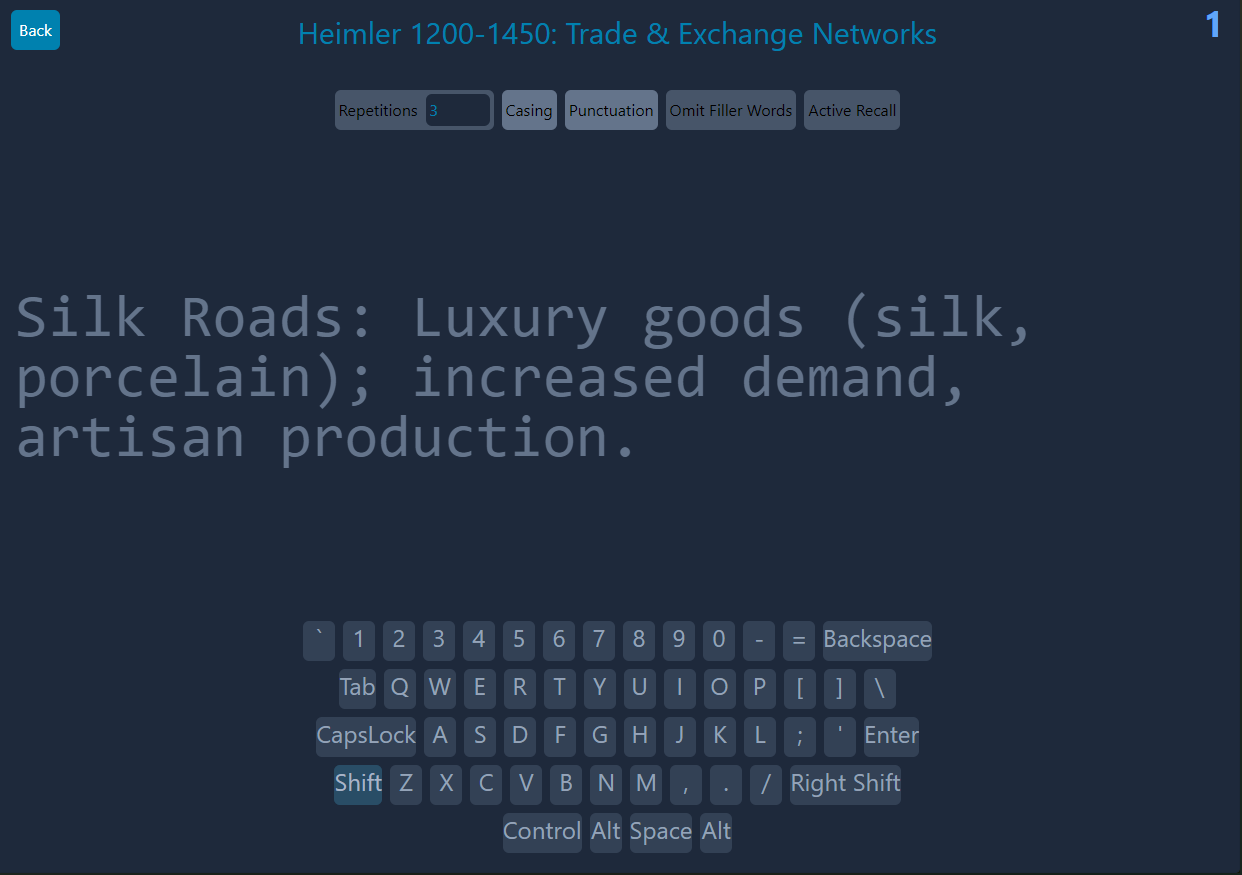 Back
Heimler 1200-1450: Trade & Exchange Networks
1
Repetitions 3 Casing Punctuation Omit Filler Words Active Recall
Silk Roads: Luxury goods (silk,
porcelain); increased demand,
artisan production.
` 1 2 3 4 5 6 7 8 9 0 - = Backspace
Tab Q W E R T Y U I O P [ ] \
CapsLock A S D F G H J K L ; ' Enter
Shift Z X C V B N M , . / Right Shift
Control Alt Space Alt